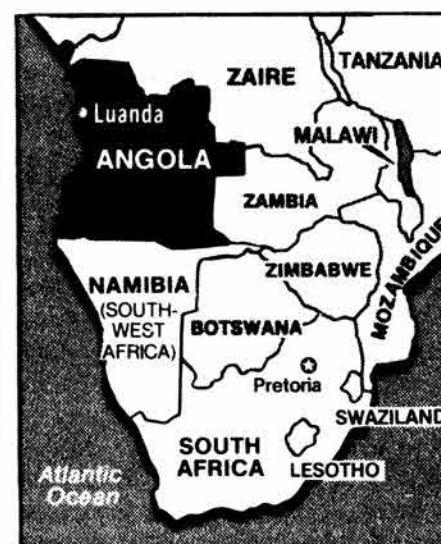 TANZANIA
ZAIRE
Luanda
MALAWI
ANGOLA
ZAMBIA
MOZAMBIQUE
ZIMBABWE
NAMIBIA
(SOUTH-
WEST
AFRICA)
BOTSWANA
Pretoria
SWAZILAND
SOUTH
AFRICA
LESOTHO
Atlantic
Ocean